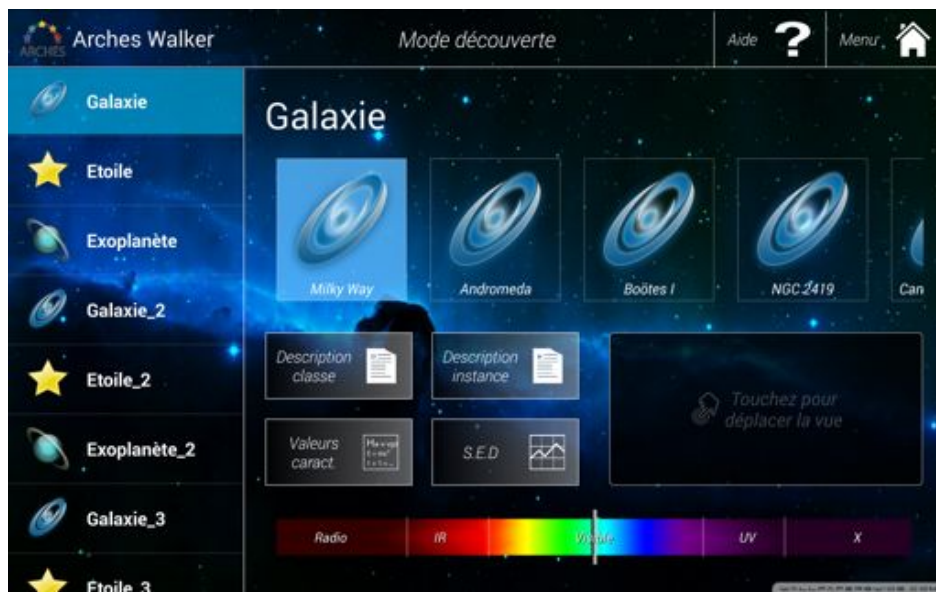 ARCHES
Arches Walker
Mode découverte
Aide
?
Menu
Galaxie
Etoile
Exoplanète
Galaxie_2
Etoile_2
Exoplanète_2
Galaxie_3
Étoile_3
Galaxie
Milky Way
Andromeda
Boötes I
NGC 2419
Can
Description
classe
Description
instance
Touchez pour
déplacer la vue
Valeurs
caract.
S.E.D
Radio
IR
Visible
UV
X